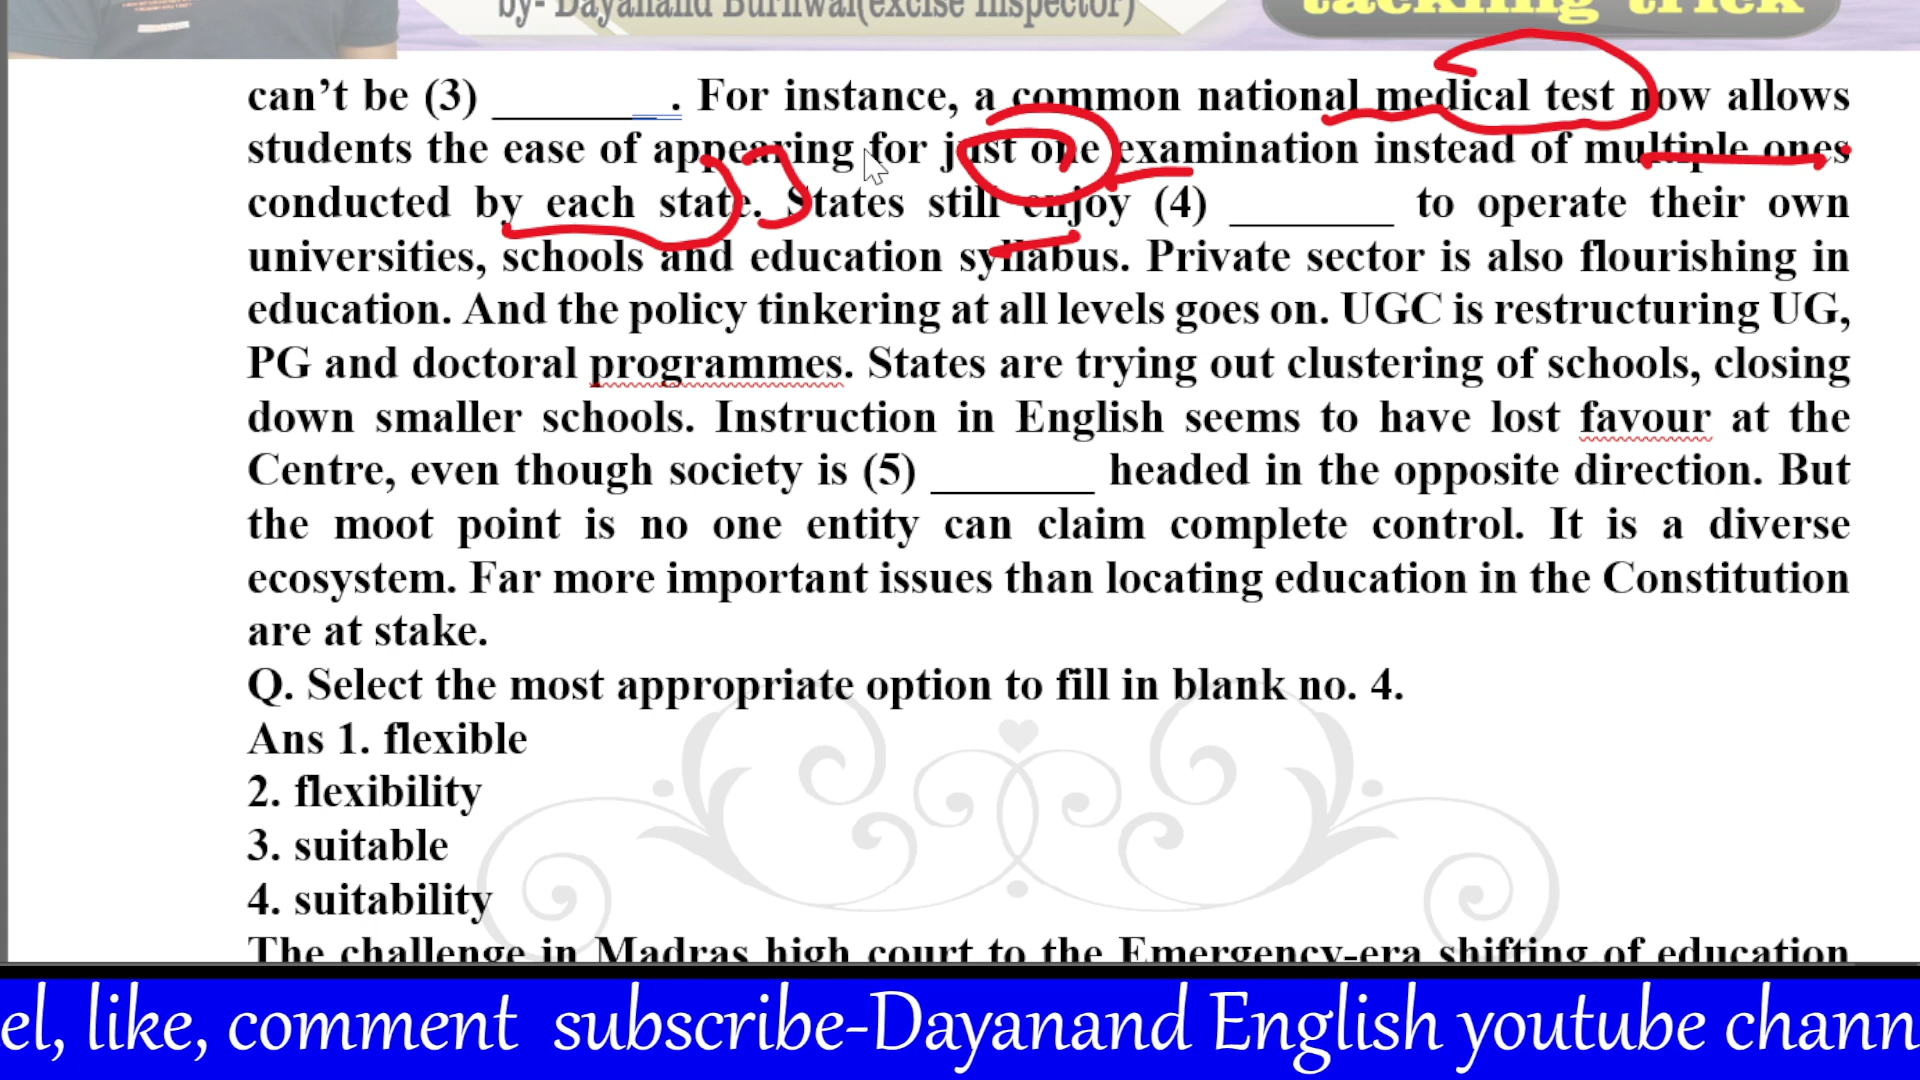 by- Dayanand Burnwal(excise inspector)
tackling trick
can’t be (3) ________. For instance, a common national medical test now allows
students the ease of appearing for just one examination instead of multiple ones
conducted by each state. States still enjoy (4) _______ to operate their own
universities, schools and education syllabus. Private sector is also flourishing in
education. And the policy tinkering at all levels goes on. UGC is restructuring UG,
PG and doctoral programmes. States are trying out clustering of schools, closing
down smaller schools. Instruction in English seems to have lost favour at the
Centre, even though society is (5) _______ headed in the opposite direction. But
the moot point is no one entity can claim complete control. It is a diverse
ecosystem. Far more important issues than locating education in the Constitution
are at stake.
Q. Select the most appropriate option to fill in blank no. 4.
Ans 1. flexible
2. flexibility
3. suitable
4. suitability
The challenge in Madras high court to the Emergency-era shifting of education
el, like, comment subscribe-Dayanand English youtube chann